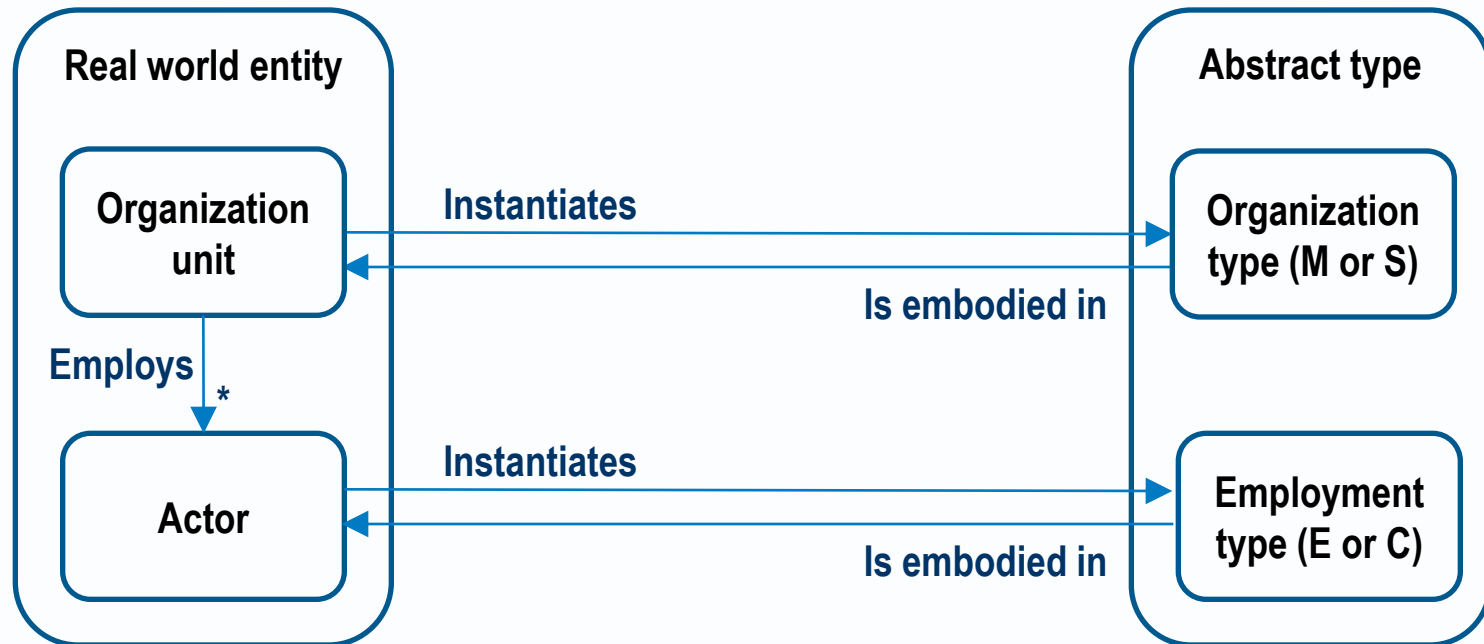 Real world entity
Abstract type
Organization
unit
Instantiates
Organization
type (M or S)
Is embodied in
Employs
*
Actor
Instantiates
Employment
type (E or C)
Is embodied in